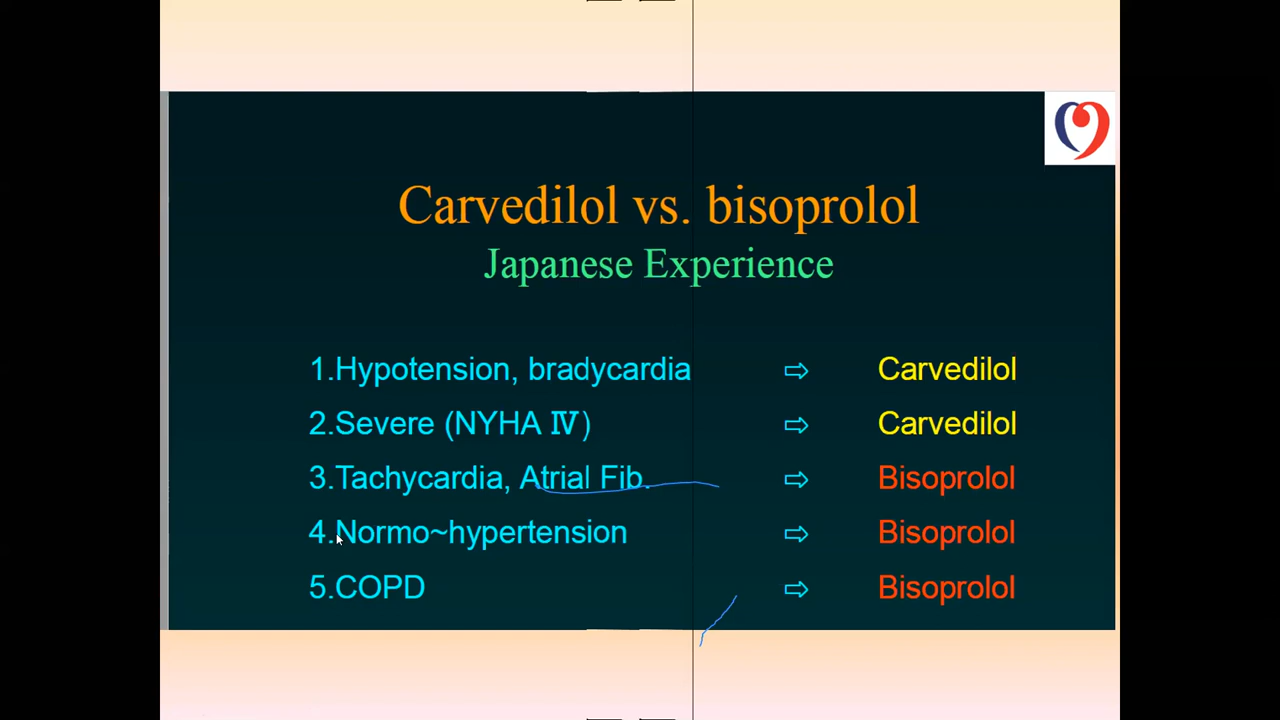 Carvedilol vs. bisoprolol
Japanese Experience
1.Hypotension, bradycardia ⇨ Carvedilol
2.Severe (NYHA Ⅳ) ⇨ Carvedilol
3.Tachycardia, Atrial Fib. ⇨ Bisoprolol
4.Normo~hypertension ⇨ Bisoprolol
5.COPD ⇨ Bisoprolol